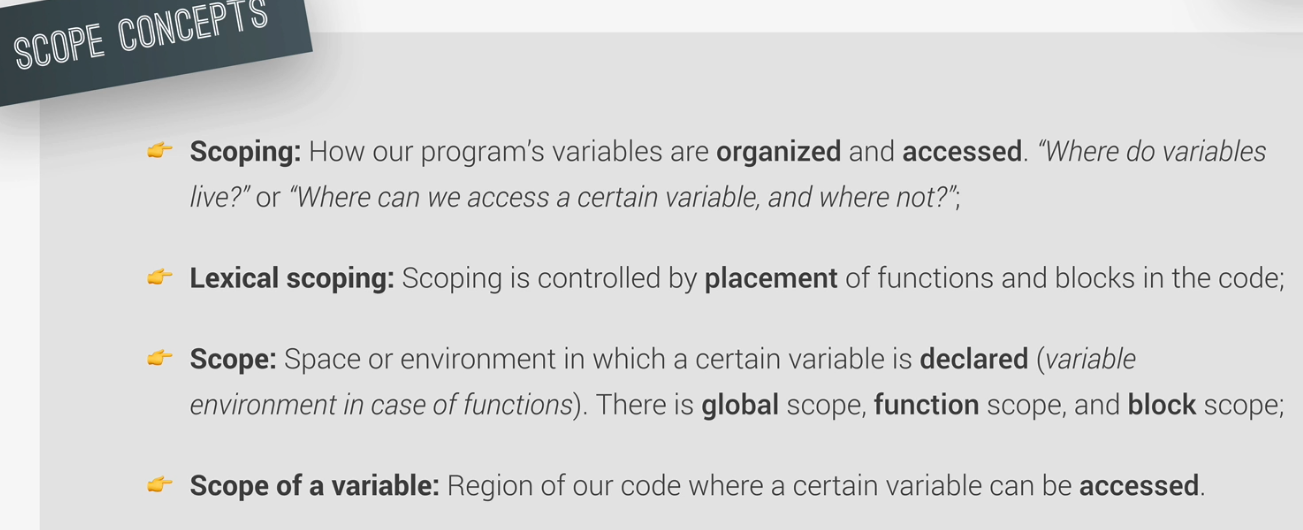 SCOPE CONCEPTS
👉 Scoping: How our program's variables are organized and accessed. “Where do variables
live?” or “Where can we access a certain variable, and where not?”;
👉 Lexical scoping: Scoping is controlled by placement of functions and blocks in the code;
👉 Scope: Space or environment in which a certain variable is declared (variable
environment in case of functions). There is global scope, function scope, and block scope;
👉 Scope of a variable: Region of our code where a certain variable can be accessed.